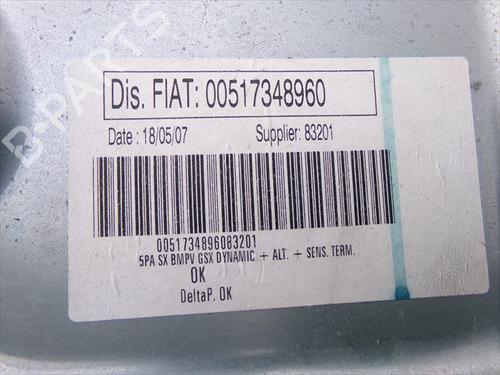 Dis. FIAT: 00517348960
Date : 18/05/07 Supplier: 83201
0051734896083201
5PA SX BMPV GSX DYNAMIC + ALT. + SENS. TERM.
OK
DeltaP. OK
B-PARTS